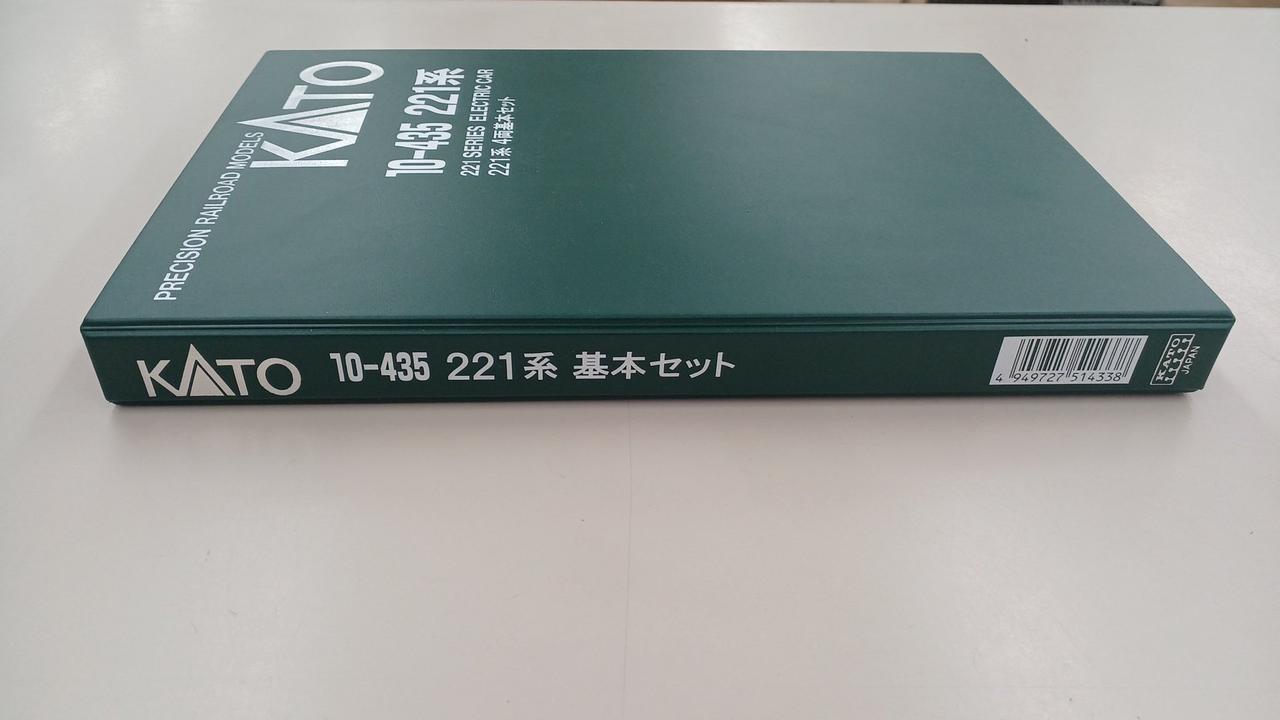 PRECISION RAILROAD MODELS
KATO
10-435 221系
221 SERIES ELECTRIC CAR
221系 4両基本セット
KATO 10-435 221系 基本セット
4 949727 514338
KATO
JAPAN